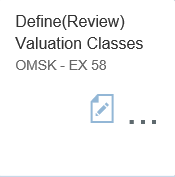 Define(Review)
Valuation Classes
OMSK - EX 58
...